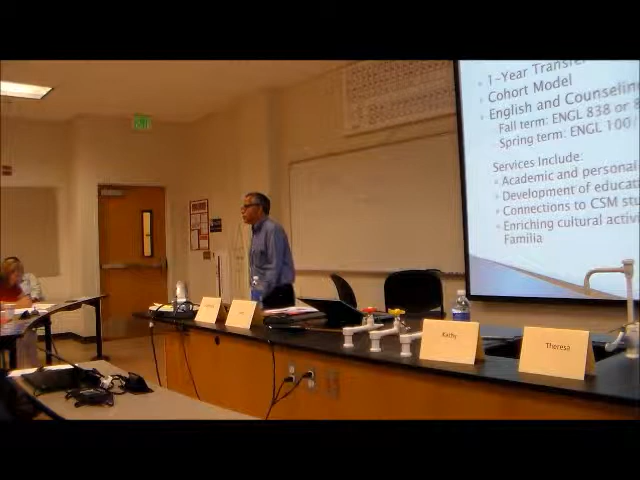 1-Year Transfer
Cohort Model
English and Counseling
Fall term: ENGL 838 or
Spring term: ENGL 100/
Services Include:
Academic and personal
Development of educat
Connections to CSM stu
Enriching cultural activ
Familia
Kathy
Theresa